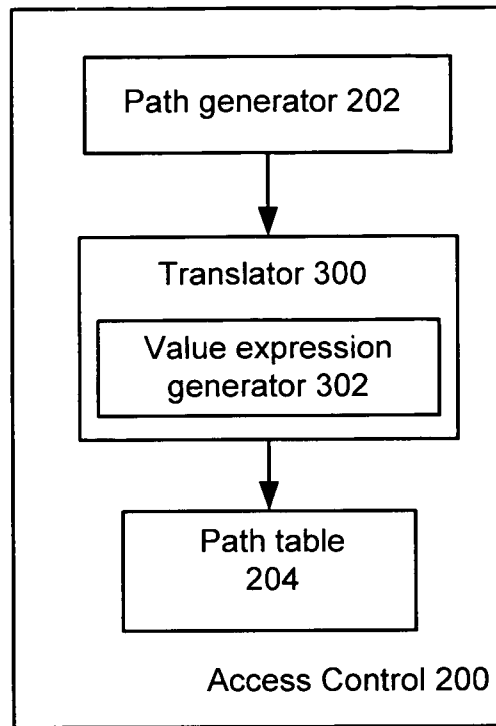 Path generator 202
Translator 300
Value expression
generator 302
Path table
204
Access Control 200